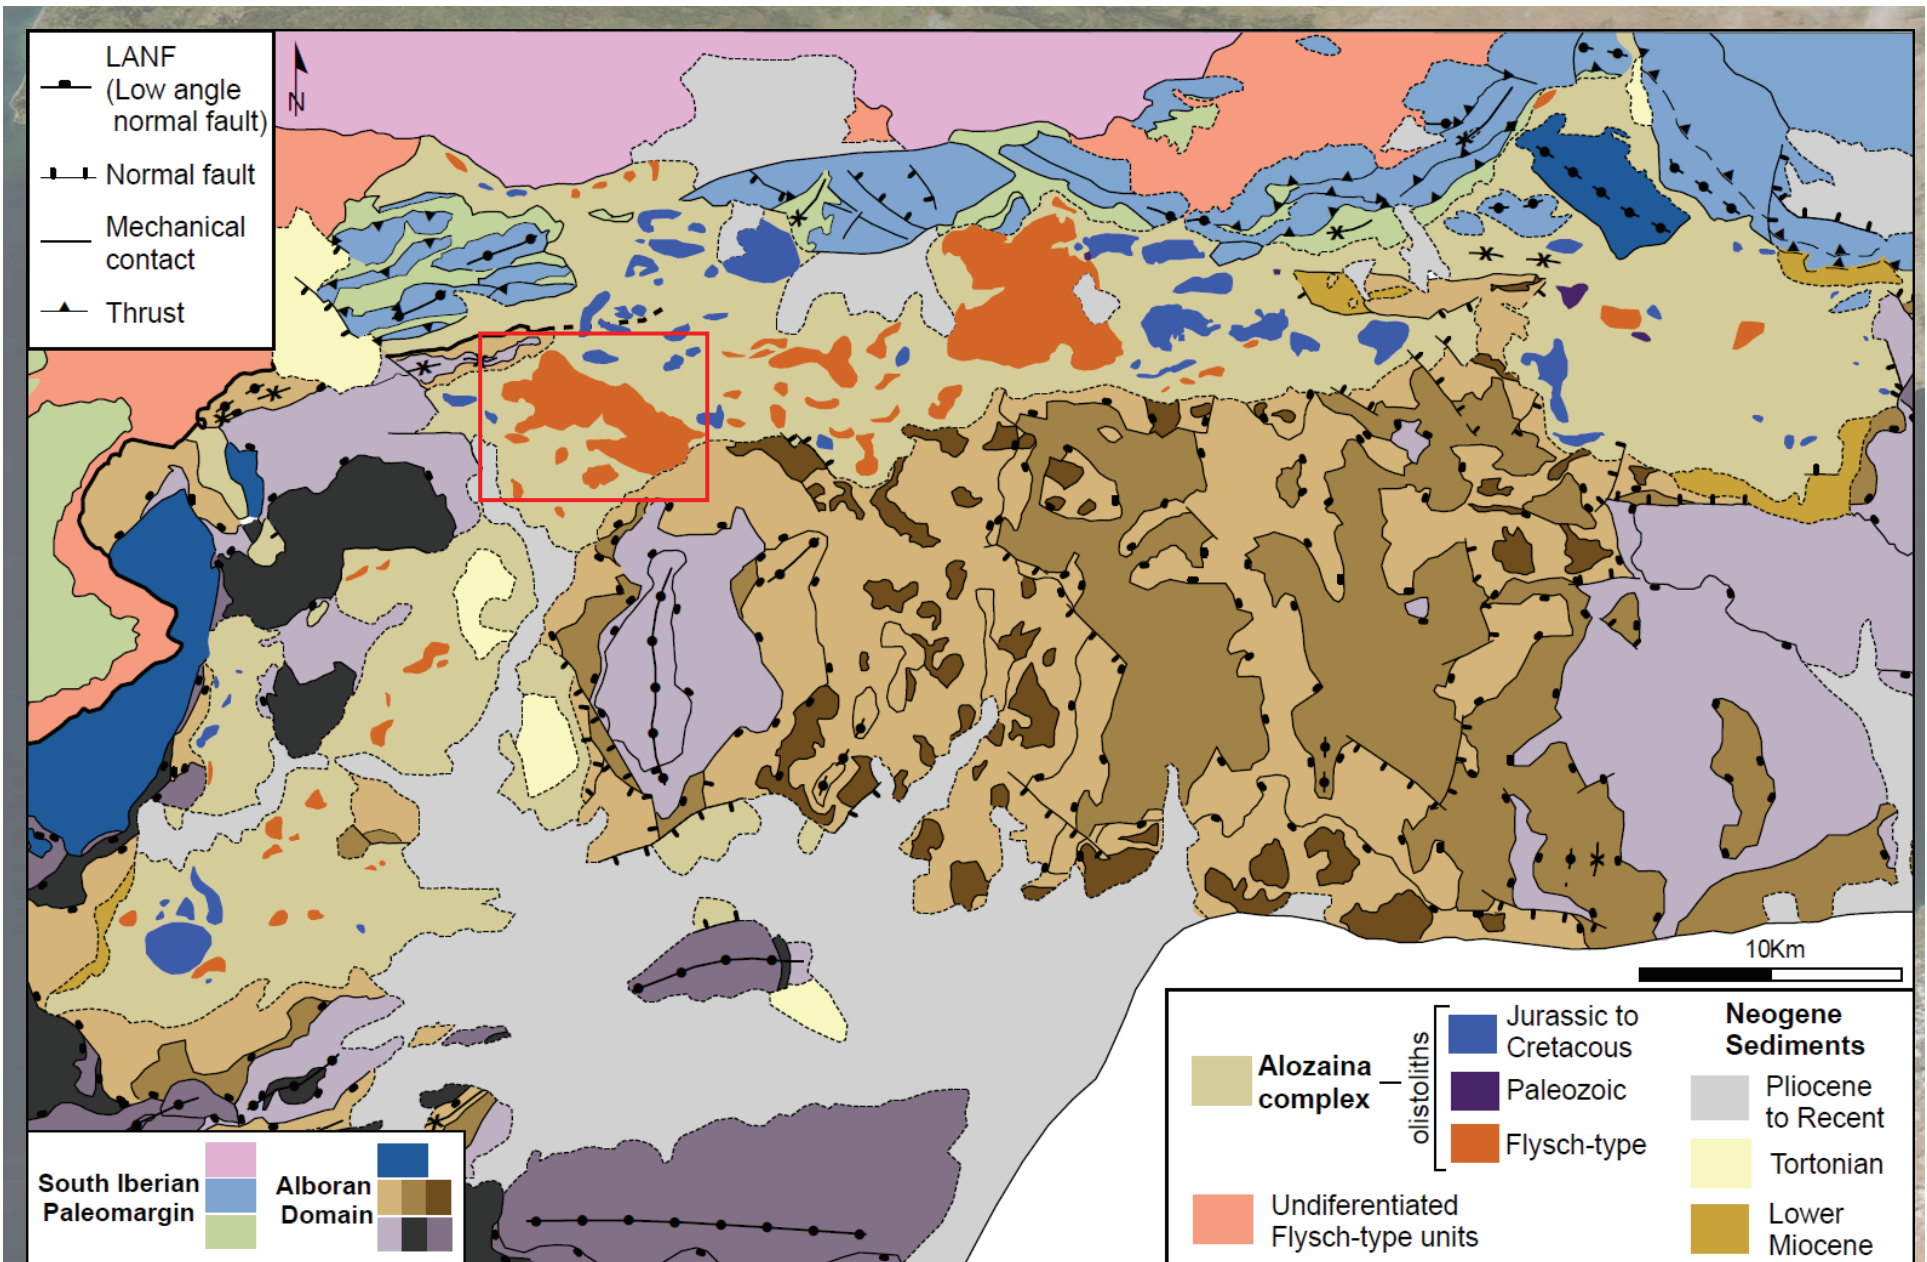 LANF
(Low angle
normal fault)
Normal fault
Mechanical
contact
Thrust
N
10Km
Alozaina
complex
olistoliths
Jurassic to
Cretacous
Paleozoic
Flysch-type
Undiferentiated
Flysch-type units
Neogene
Sediments
Pliocene
to Recent
Tortonian
Lower
Miocene
South Iberian
Paleomargin
Alboran
Domain